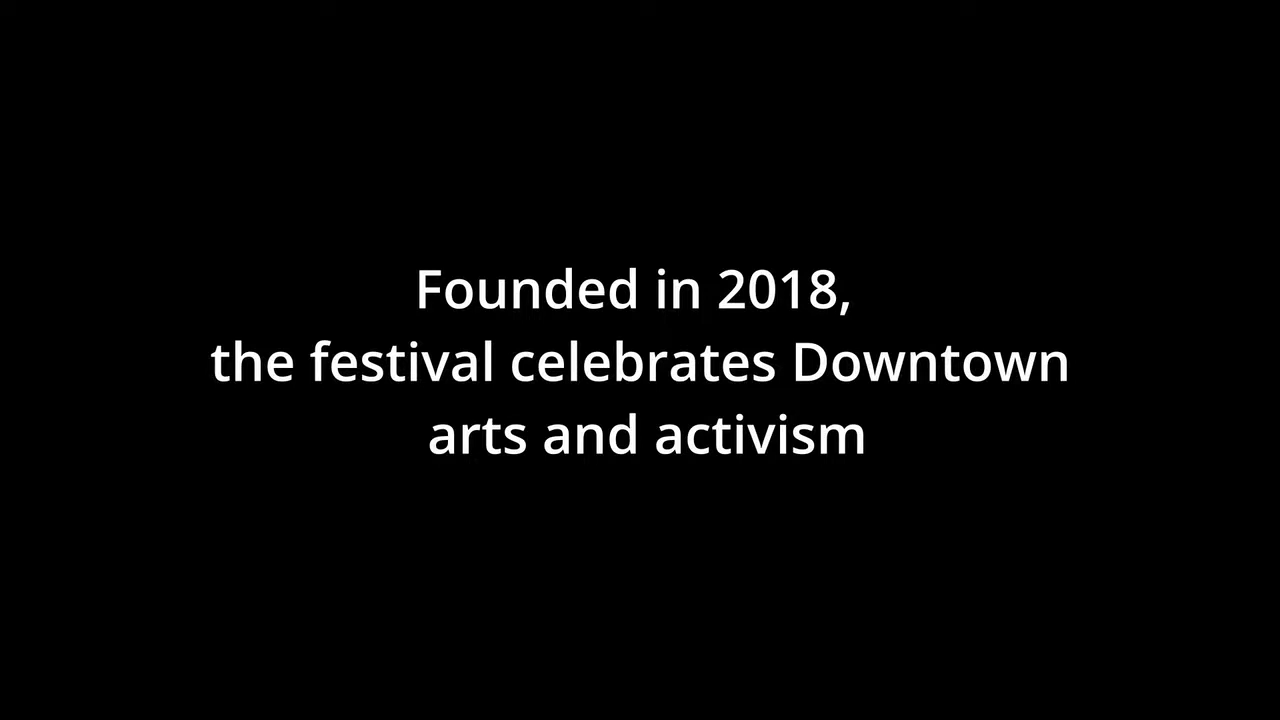 Founded in 2018,
the festival celebrates Downtown
arts and activism